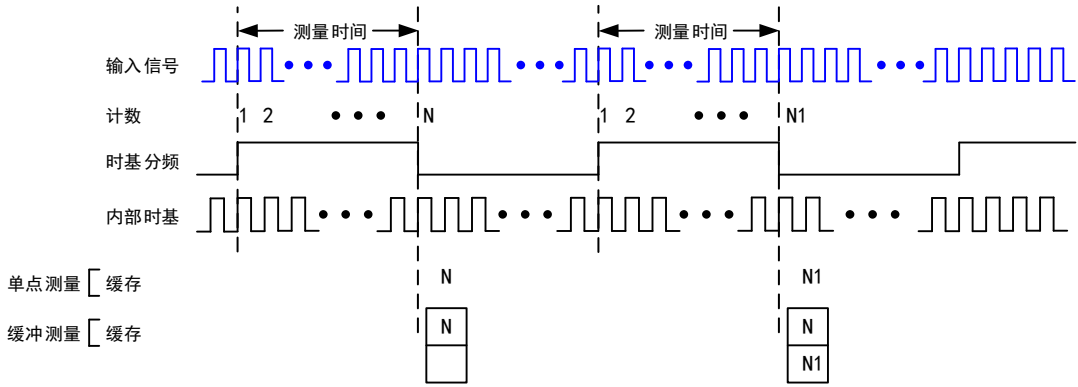 测量时间 测量时间
输入信号
计数 1 2 N 1 2 N1
时基分频
内部时基
单点测量 缓存 N N1
缓冲测量 缓存 N N
N1